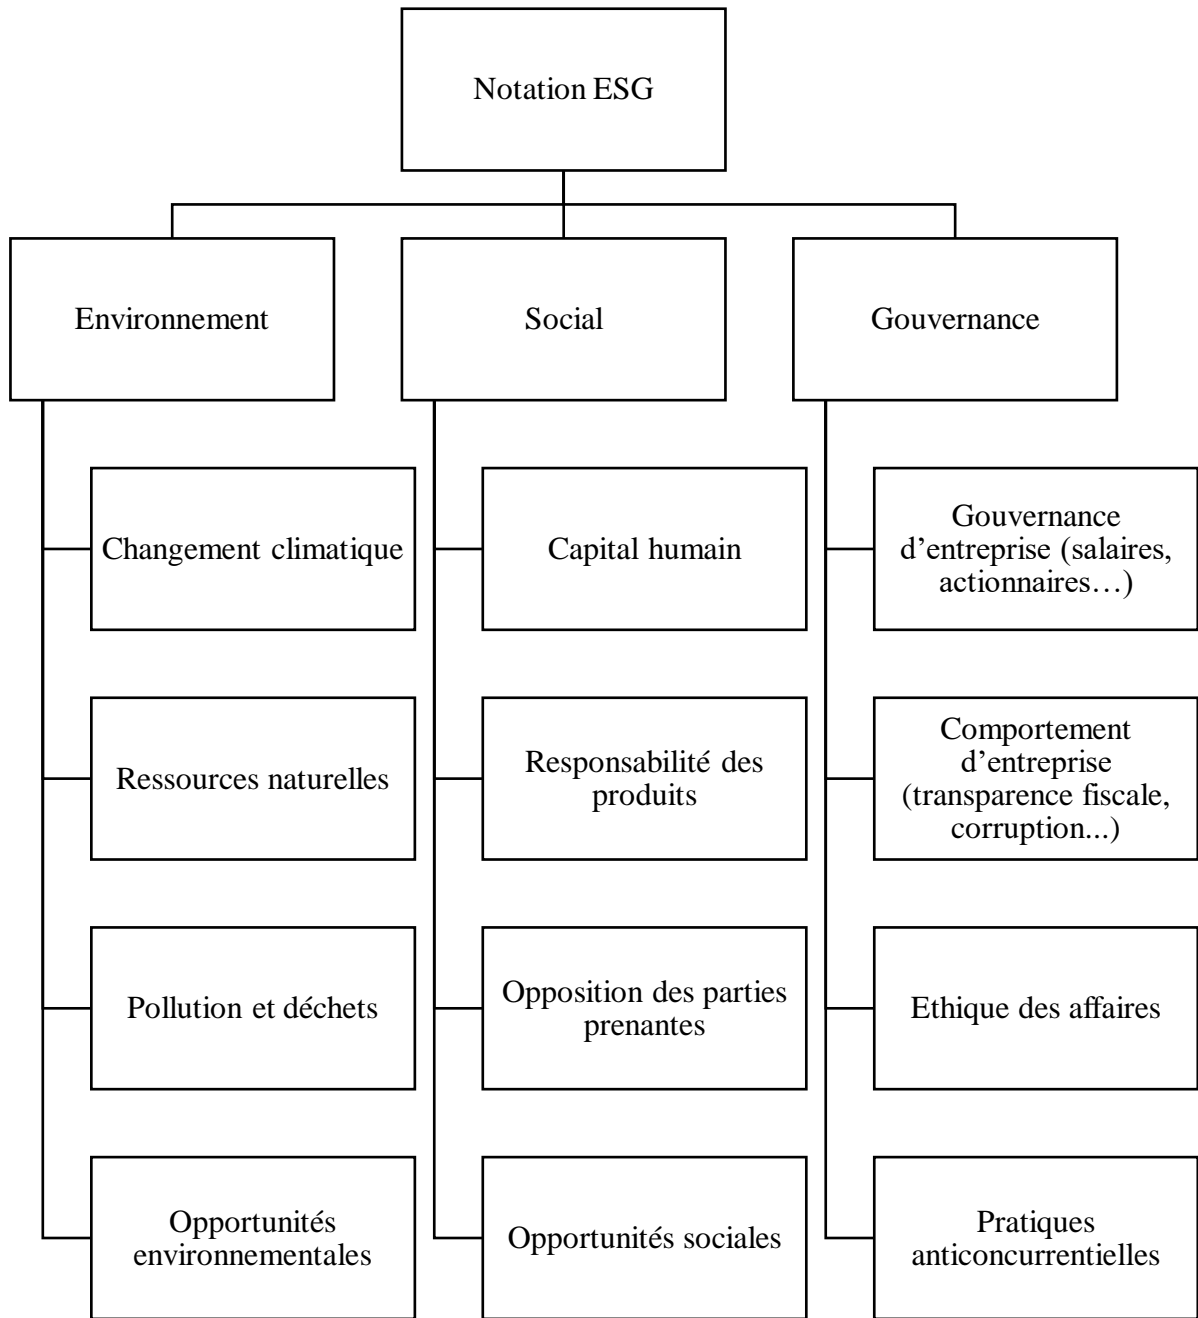 Notation ESG
Environnement
Social
Gouvernance
Changement climatique
Capital humain
Gouvernance
d’entreprise (salaires,
actionnaires…)
Ressources naturelles
Responsabilité des
produits
Comportement
d’entreprise
(transparence fiscale,
corruption...)
Pollution et déchets
Opposition des parties
prenantes
Ethique des affaires
Opportunités
environnementales
Opportunités sociales
Pratiques
anticoncurrentielles